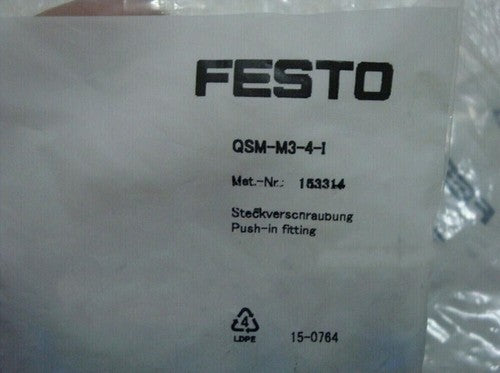 FESTO
QSM-M3-4-I
Mat.-Nr.: 153314
Steckverschraubung
Push-in fitting
4
LDPE 15-0764